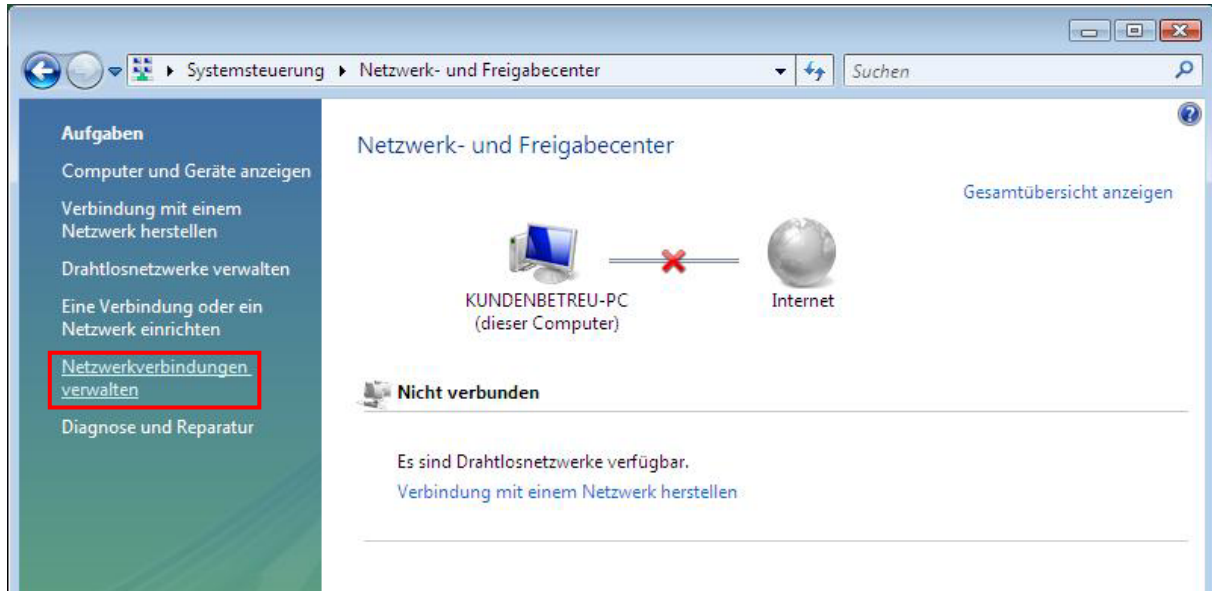 Systemsteuerung Netzwerk- und Freigabecenter Suchen
Aufgaben
Computer und Geräte anzeigen
Verbindung mit einem
Netzwerk herstellen
Drahtlosnetzwerke verwalten
Eine Verbindung oder ein
Netzwerk einrichten
Netzwerkverbindungen
verwalten
Diagnose und Reparatur
Netzwerk- und Freigabecenter
Gesamtübersicht anzeigen
KUNDENBETREU-PC
(dieser Computer)
Internet
Nicht verbunden
Es sind Drahtlosnetzwerke verfügbar.
Verbindung mit einem Netzwerk herstellen